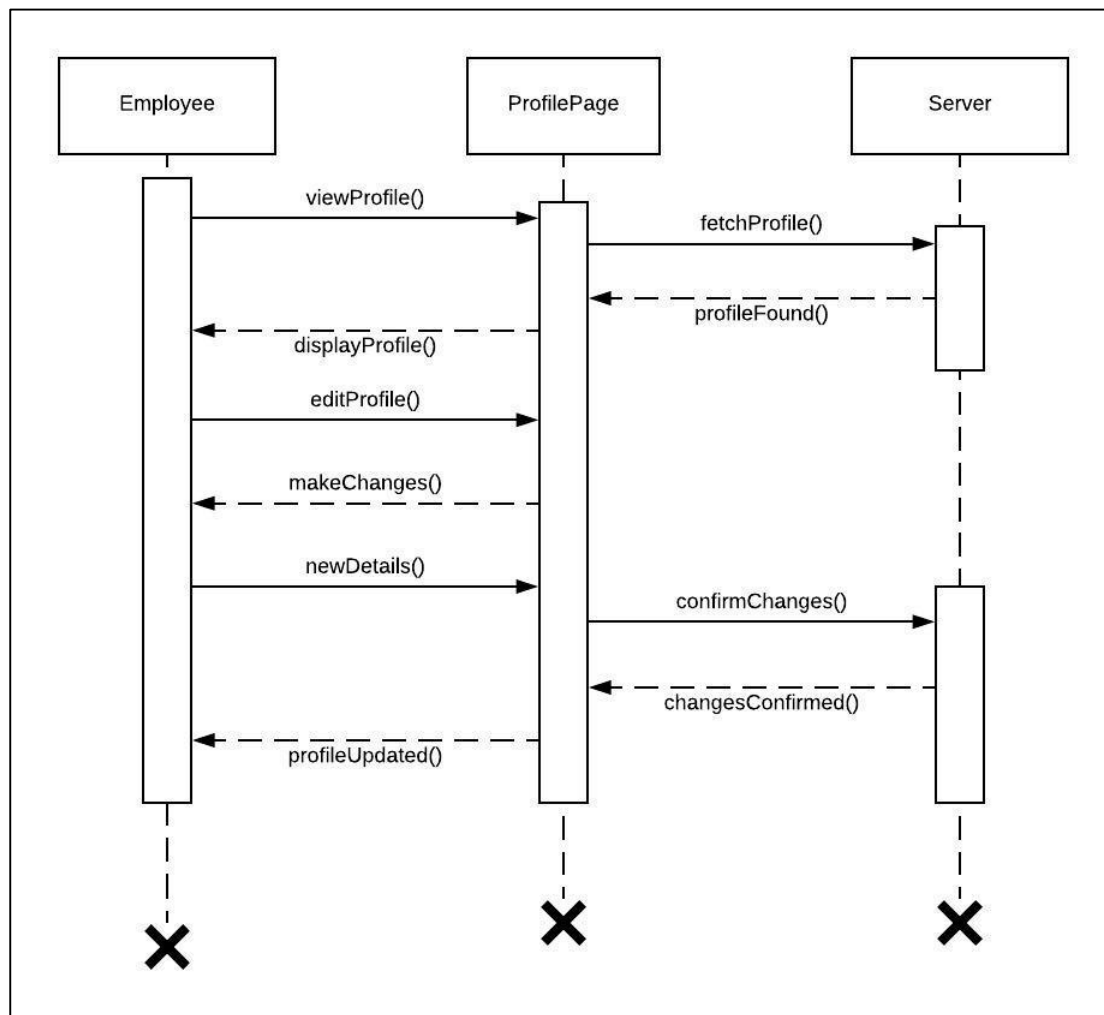 Employee
ProfilePage
Server
viewProfile()
fetchProfile()
profileFound()
displayProfile()
editProfile()
makeChanges()
newDetails()
confirmChanges()
changesConfirmed()
profileUpdated()